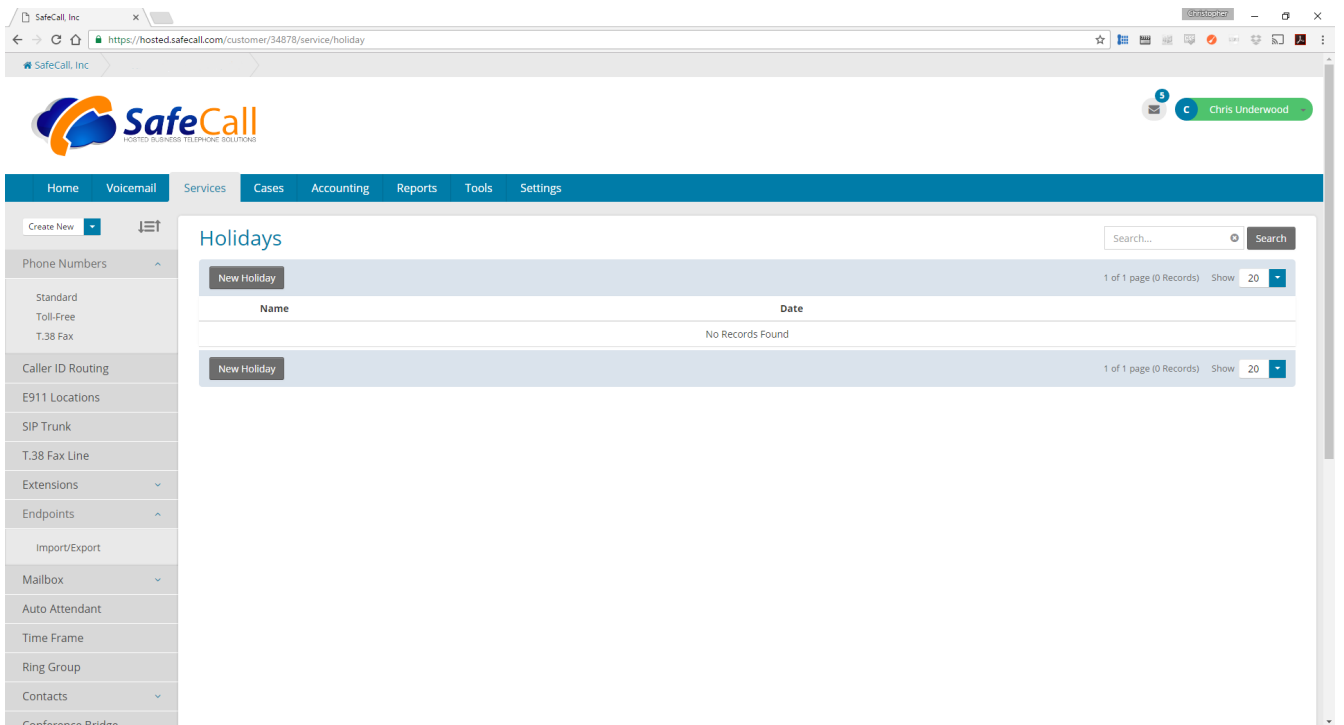 SafeCall, Inc
Christopher
https://hosted.safecall.com/customer/34878/service/holiday
SafeCall, Inc
SafeCall
HOSTED BUSINESS TELEPHONE SOLUTIONS
5
C Chris Underwood
Home Voicemail Services Cases Accounting Reports Tools Settings
Create New
Phone Numbers
Standard
Toll-Free
T.38 Fax
Caller ID Routing
E911 Locations
SIP Trunk
T.38 Fax Line
Extensions
Endpoints
Import/Export
Mailbox
Auto Attendant
Time Frame
Ring Group
Contacts
Conference Bridge
Holidays
Search... Search
New Holiday 1 of 1 page (0 Records) Show 20
Name Date
No Records Found
New Holiday 1 of 1 page (0 Records) Show 20